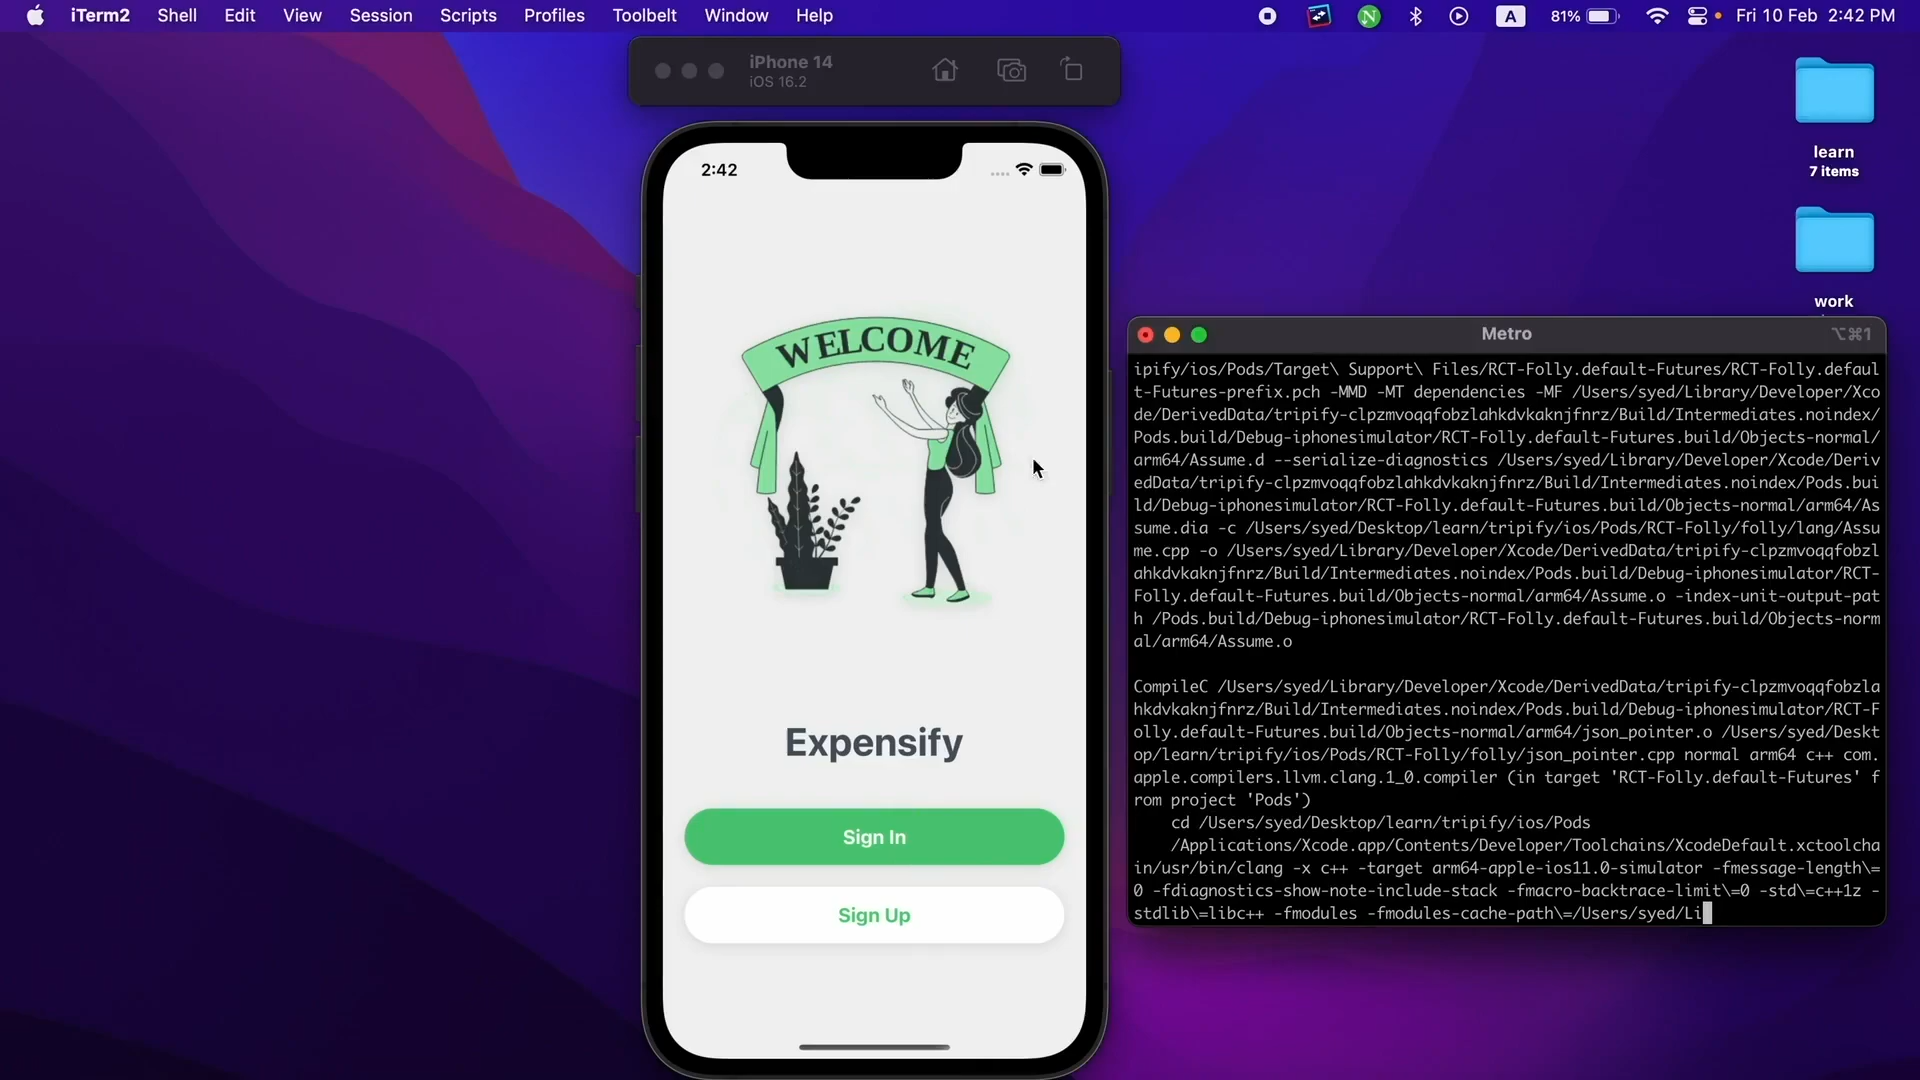 iTerm2 Shell Edit View Session Scripts Profiles Toolbelt Window Help N A 81% Fri 10 Feb 2:42 PM
iPhone 14
iOS 16.2
2:42
WELCOME
Expensify
Sign In
Sign Up
learn
7 items
work
Metro ⌥⌘1
ipify/ios/Pods/Target\ Support\ Files/RCT-Folly.default-Futures/RCT-Folly.defaul
t-Futures-prefix.pch -MMD -MT dependencies -MF /Users/syed/Library/Developer/Xco
de/DerivedData/tripify-clpzmvoqqfobzlahkdvkaknjfnrz/Build/Intermediates.noindex/
Pods.build/Debug-iphonesimulator/RCT-Folly.default-Futures.build/Objects-normal/
arm64/Assume.d --serialize-diagnostics /Users/syed/Library/Developer/Xcode/Deriv
edData/tripify-clpzmvoqqfobzlahkdvkaknjfnrz/Build/Intermediates.noindex/Pods.bui
ld/Debug-iphonesimulator/RCT-Folly.default-Futures.build/Objects-normal/arm64/As
sume.dia -c /Users/syed/Desktop/learn/tripify/ios/Pods/RCT-Folly/folly/lang/Assu
me.cpp -o /Users/syed/Library/Developer/Xcode/DerivedData/tripify-clpzmvoqqfobzl
ahkdvkaknjfnrz/Build/Intermediates.noindex/Pods.build/Debug-iphonesimulator/RCT-
Folly.default-Futures.build/Objects-normal/arm64/Assume.o -index-unit-output-pat
h /Pods.build/Debug-iphonesimulator/RCT-Folly.default-Futures.build/Objects-norm
al/arm64/Assume.o
CompileC /Users/syed/Library/Developer/Xcode/DerivedData/tripify-clpzmvoqqfobzla
hkdvkaknjfnrz/Build/Intermediates.noindex/Pods.build/Debug-iphonesimulator/RCT-F
olly.default-Futures.build/Objects-normal/arm64/json_pointer.o /Users/syed/Deskt
op/learn/tripify/ios/Pods/RCT-Folly/folly/json_pointer.cpp normal arm64 c++ com.
apple.compilers.llvm.clang.1_0.compiler (in target 'RCT-Folly.default-Futures' f
rom project 'Pods')
cd /Users/syed/Desktop/learn/tripify/ios/Pods
/Applications/Xcode.app/Contents/Developer/Toolchains/XcodeDefault.xctoolcha
in/usr/bin/clang -x c++ -target arm64-apple-ios11.0-simulator -fmessage-length\=
0 -fdiagnostics-show-note-include-stack -fmacro-backtrace-limit\=0 -std\=c++1z -
stdlib\=libc++ -fmodules -fmodules-cache-path\=/Users/syed/Li